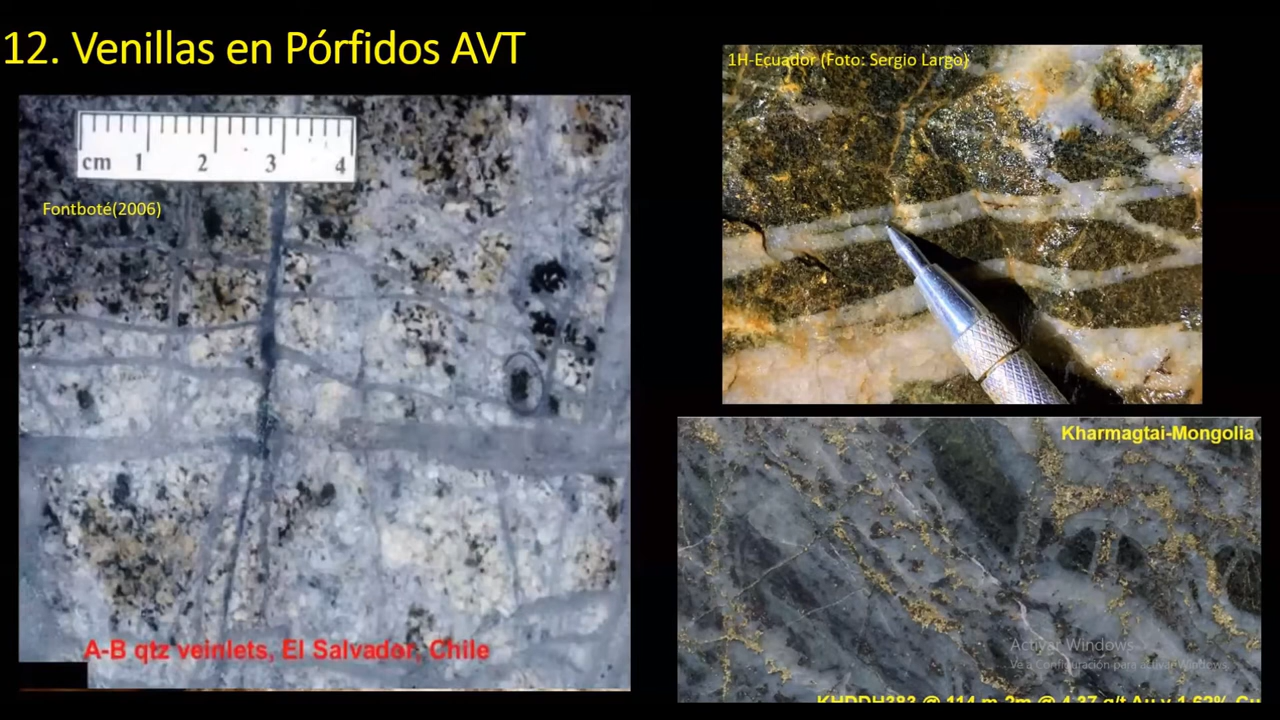 12. Venillas en Pórfidos AVT
cm 1 2 3 4
Fontboté(2006)
A-B qtz veinlets, El Salvador, Chile
1H-Ecuador (Foto: Sergio Largo)
Kharmagtai-Mongolia
Activar Windows
Ve a Configuración para activar Windows.
KHDDH383 @ 114 m 2m @ 4.37 g/t Au y 1.62% Cu